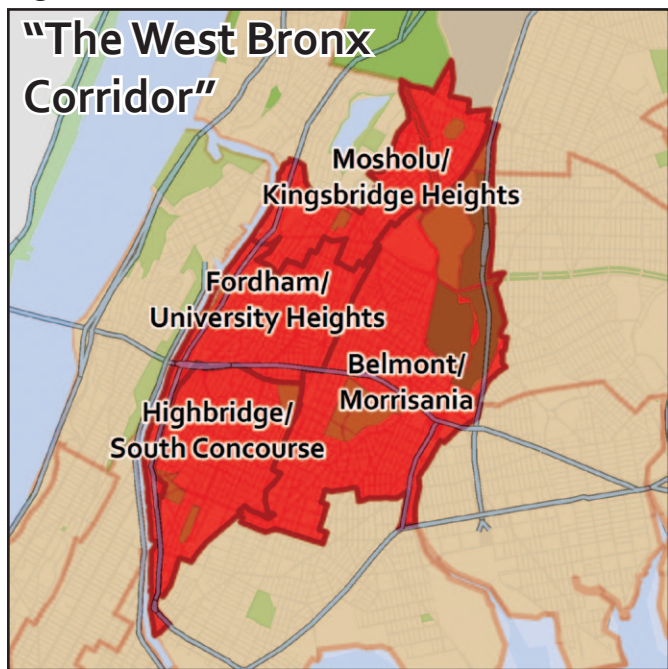 “The West Bronx
Corridor”
Mosholu/
Kingsbridge Heights
Fordham/
University Heights
Belmont/
Morrisania
Highbridge/
South Concourse